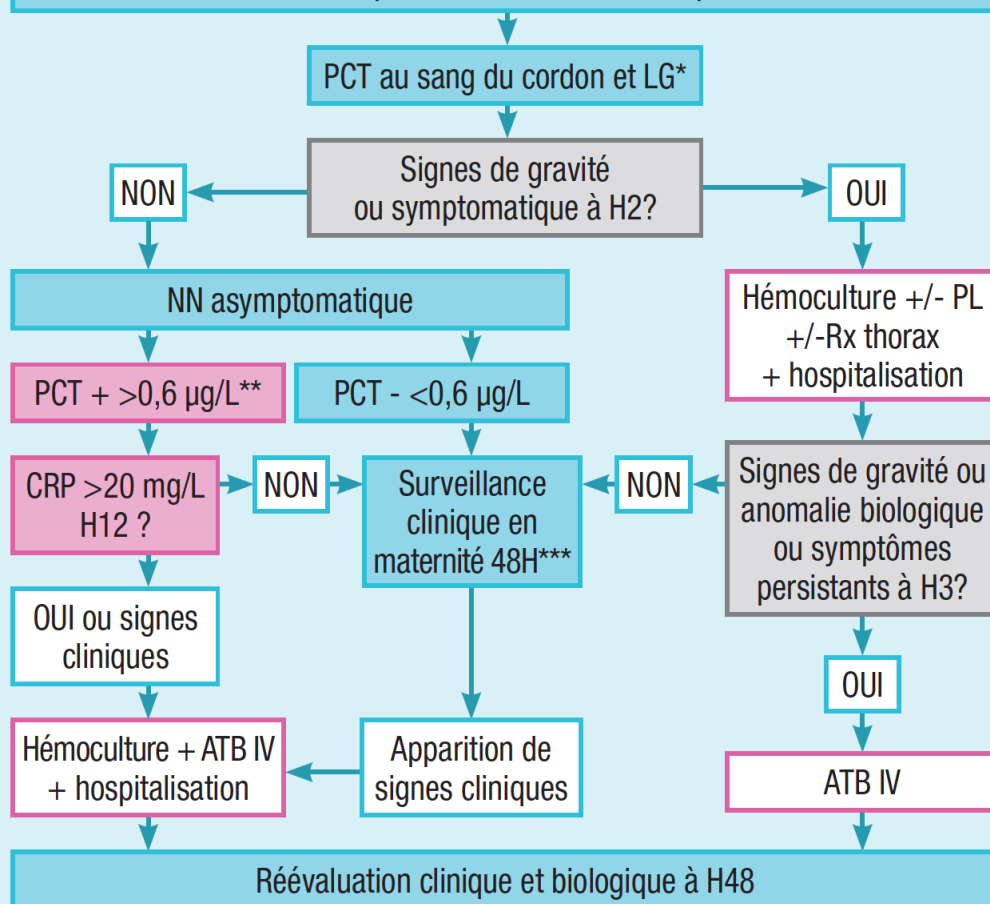 PCT au sang du cordon et LG*
Signes de gravité
ou symptomatique à H2?
NON
OUI
NN asymptomatique
Hémoculture +/- PL
+/-Rx thorax
+ hospitalisation
PCT + >0,6 µg/L**
PCT - <0,6 µg/L
CRP >20 mg/L
H12 ?
NON
Surveillance
clinique en
maternité 48H***
NON
Signes de gravité ou
anomalie biologique
ou symptômes
persistants à H3?
OUI ou signes
cliniques
OUI
Hémoculture + ATB IV
+ hospitalisation
Apparition de
signes cliniques
ATB IV
Réévaluation clinique et biologique à H48